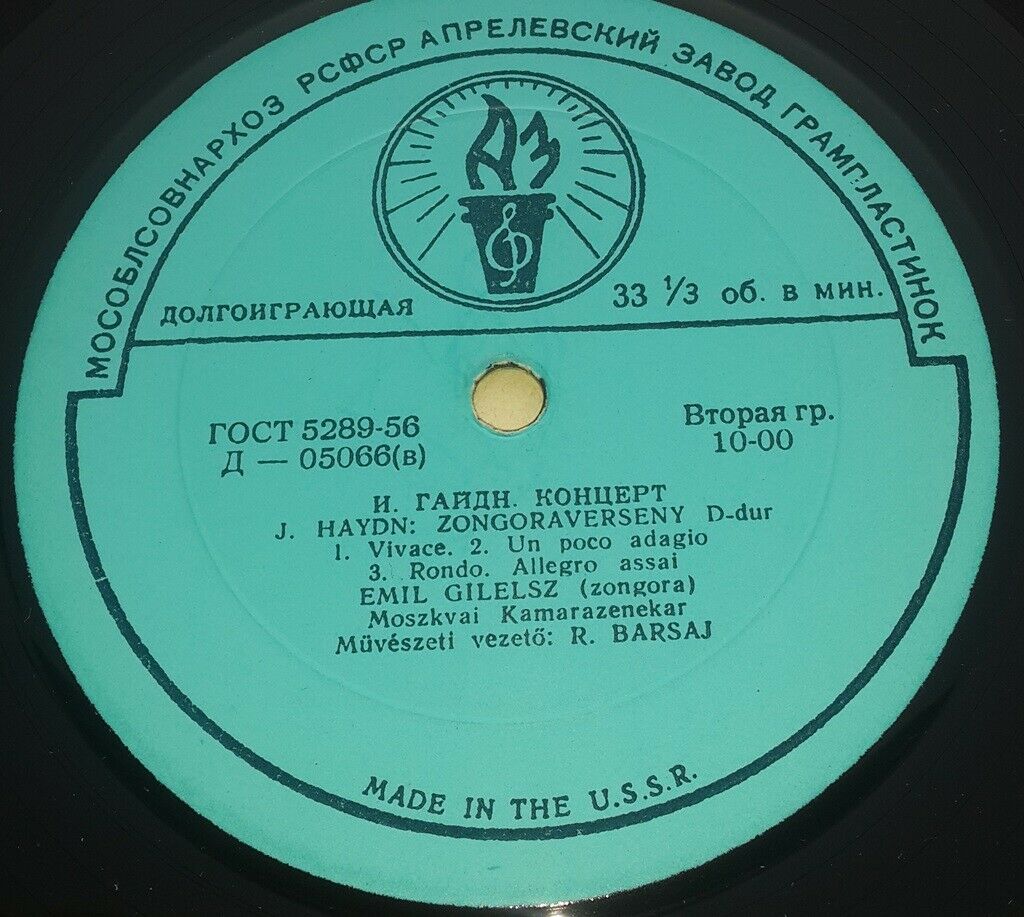 МОСОБЛСОВНАРХОЗ РСФСР АПРЕЛЕВСКИЙ ЗАВОД ГРАМПЛАСТИНОК
АЗ
ДОЛГОИГРАЮЩАЯ
33 ⅓ об. в мин.
ГОСТ 5289-56
Д — 05066(в)
Вторая гр.
10-00
И. ГАЙДН. КОНЦЕРТ
J. HAYDN: ZONGORAVERSENY D-dur
1. Vivace. 2. Un poco adagio
3. Rondo. Allegro assai
EMIL GILELSZ (zongora)
Moszkvai Kamarazenekar
Müvészeti vezető: R. BARSAJ
MADE IN THE U.S.S.R.